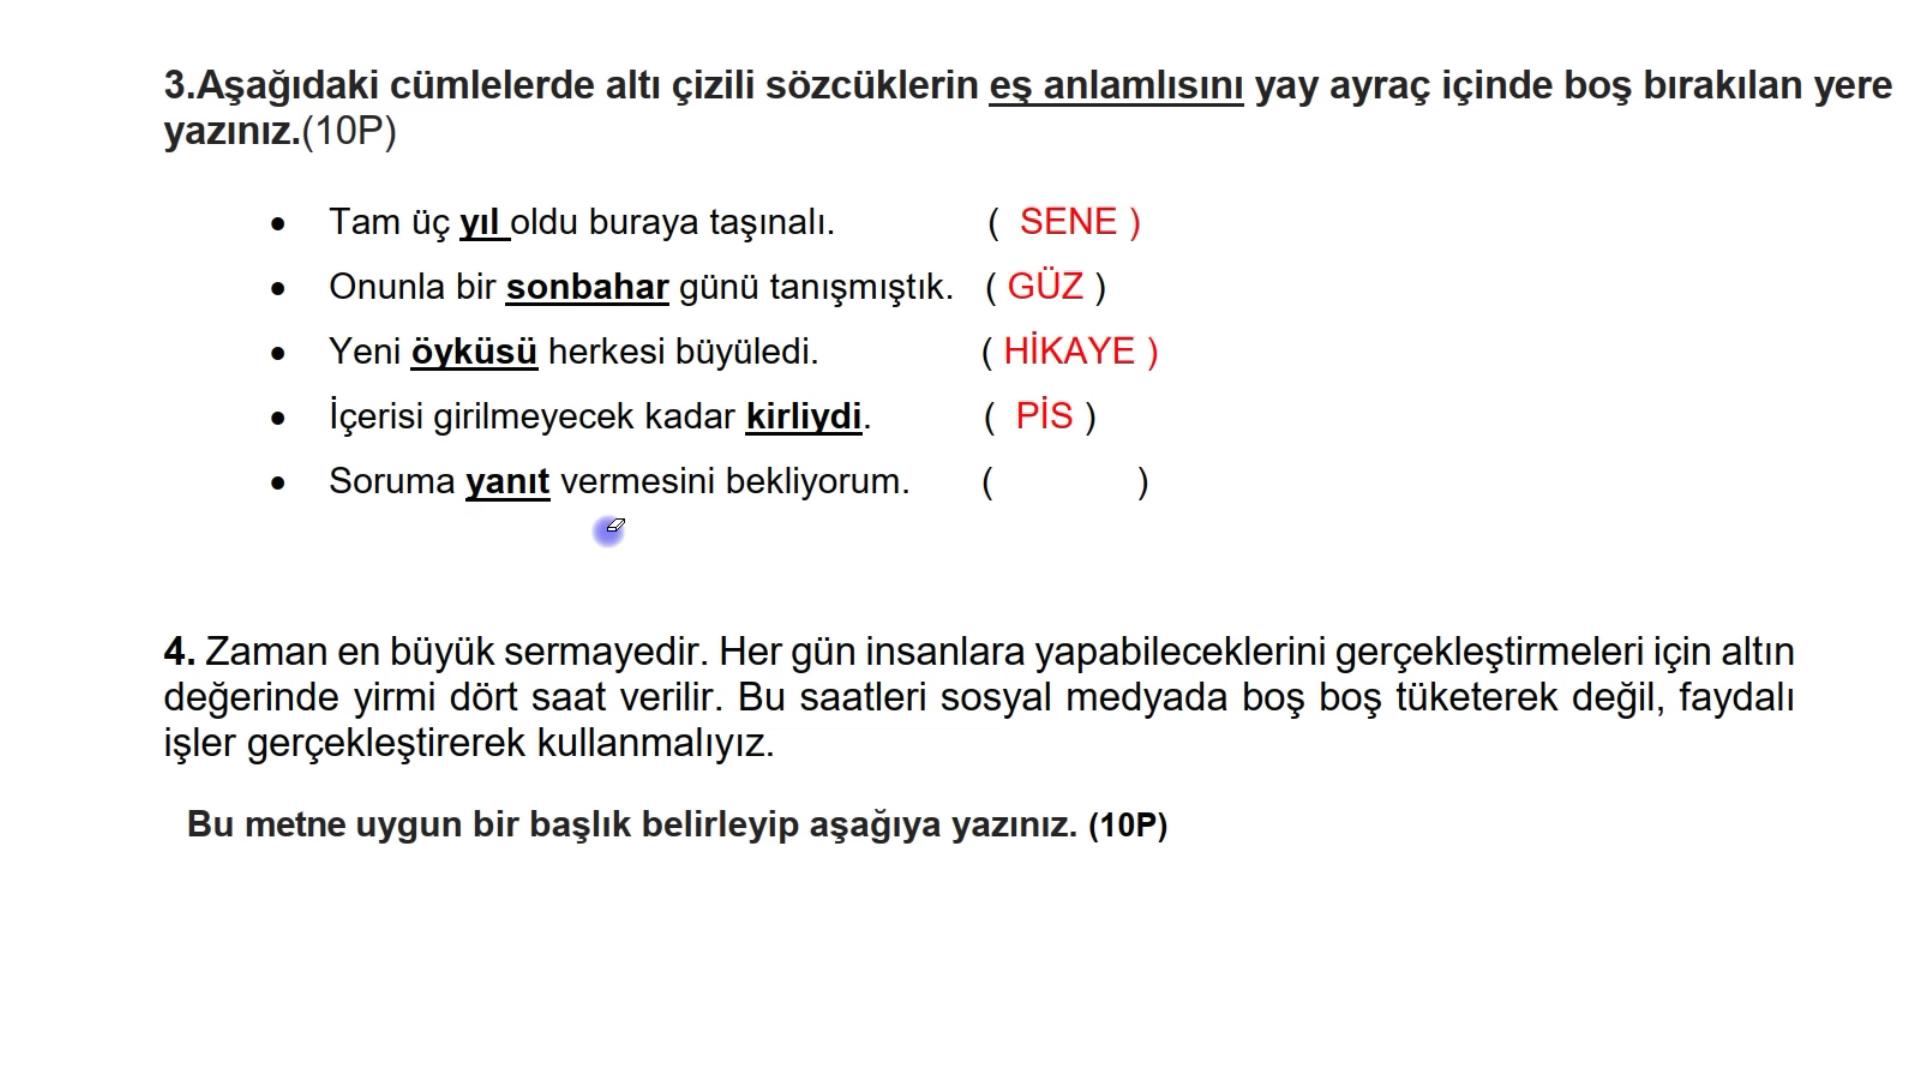 3.Aşağıdaki cümlelerde altı çizili sözcüklerin eş anlamlısını yay ayraç içinde boş bırakılan yere
yazınız.(10P)
• Tam üç yıl oldu buraya taşınalı. ( SENE )
• Onunla bir sonbahar günü tanışmıştık. ( GÜZ )
• Yeni öyküsü herkesi büyüledi. ( HİKAYE )
• İçerisi girilmeyecek kadar kirliydi. ( PİS )
• Soruma yanıt vermesini bekliyorum. ( )
4. Zaman en büyük sermayedir. Her gün insanlara yapabileceklerini gerçekleştirmeleri için altın
değerinde yirmi dört saat verilir. Bu saatleri sosyal medyada boş boş tüketerek değil, faydalı
işler gerçekleştirerek kullanmalıyız.
Bu metne uygun bir başlık belirleyip aşağıya yazınız. (10P)